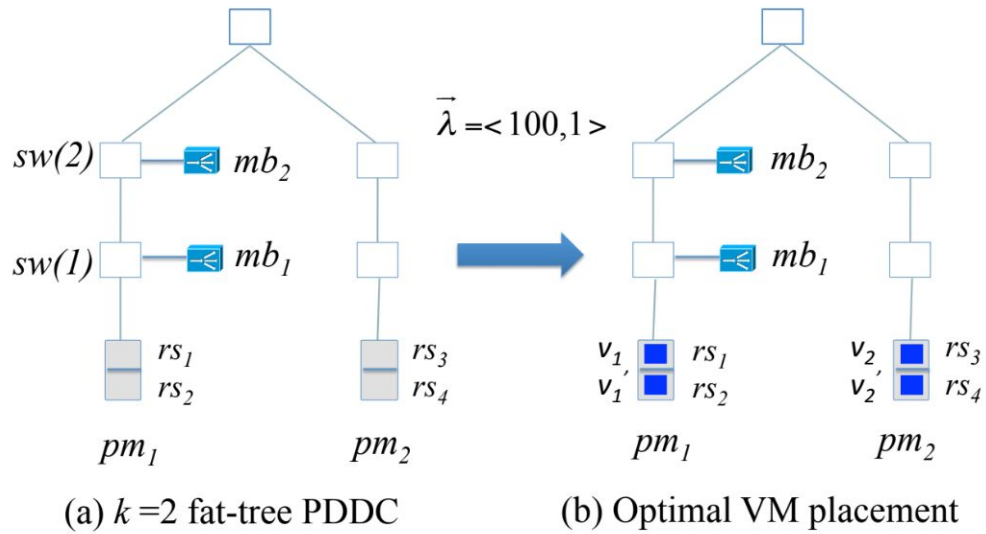 λ⃗ =<100,1>
sw(2) mb₂ mb₂
sw(1) mb₁ mb₁
rs₁ rs₃ v₁ rs₁ v₂ rs₃
rs₂ rs₄ v₁' rs₂ v₂' rs₄
pm₁ pm₂ pm₁ pm₂
(a) k =2 fat-tree PDDC (b) Optimal VM placement